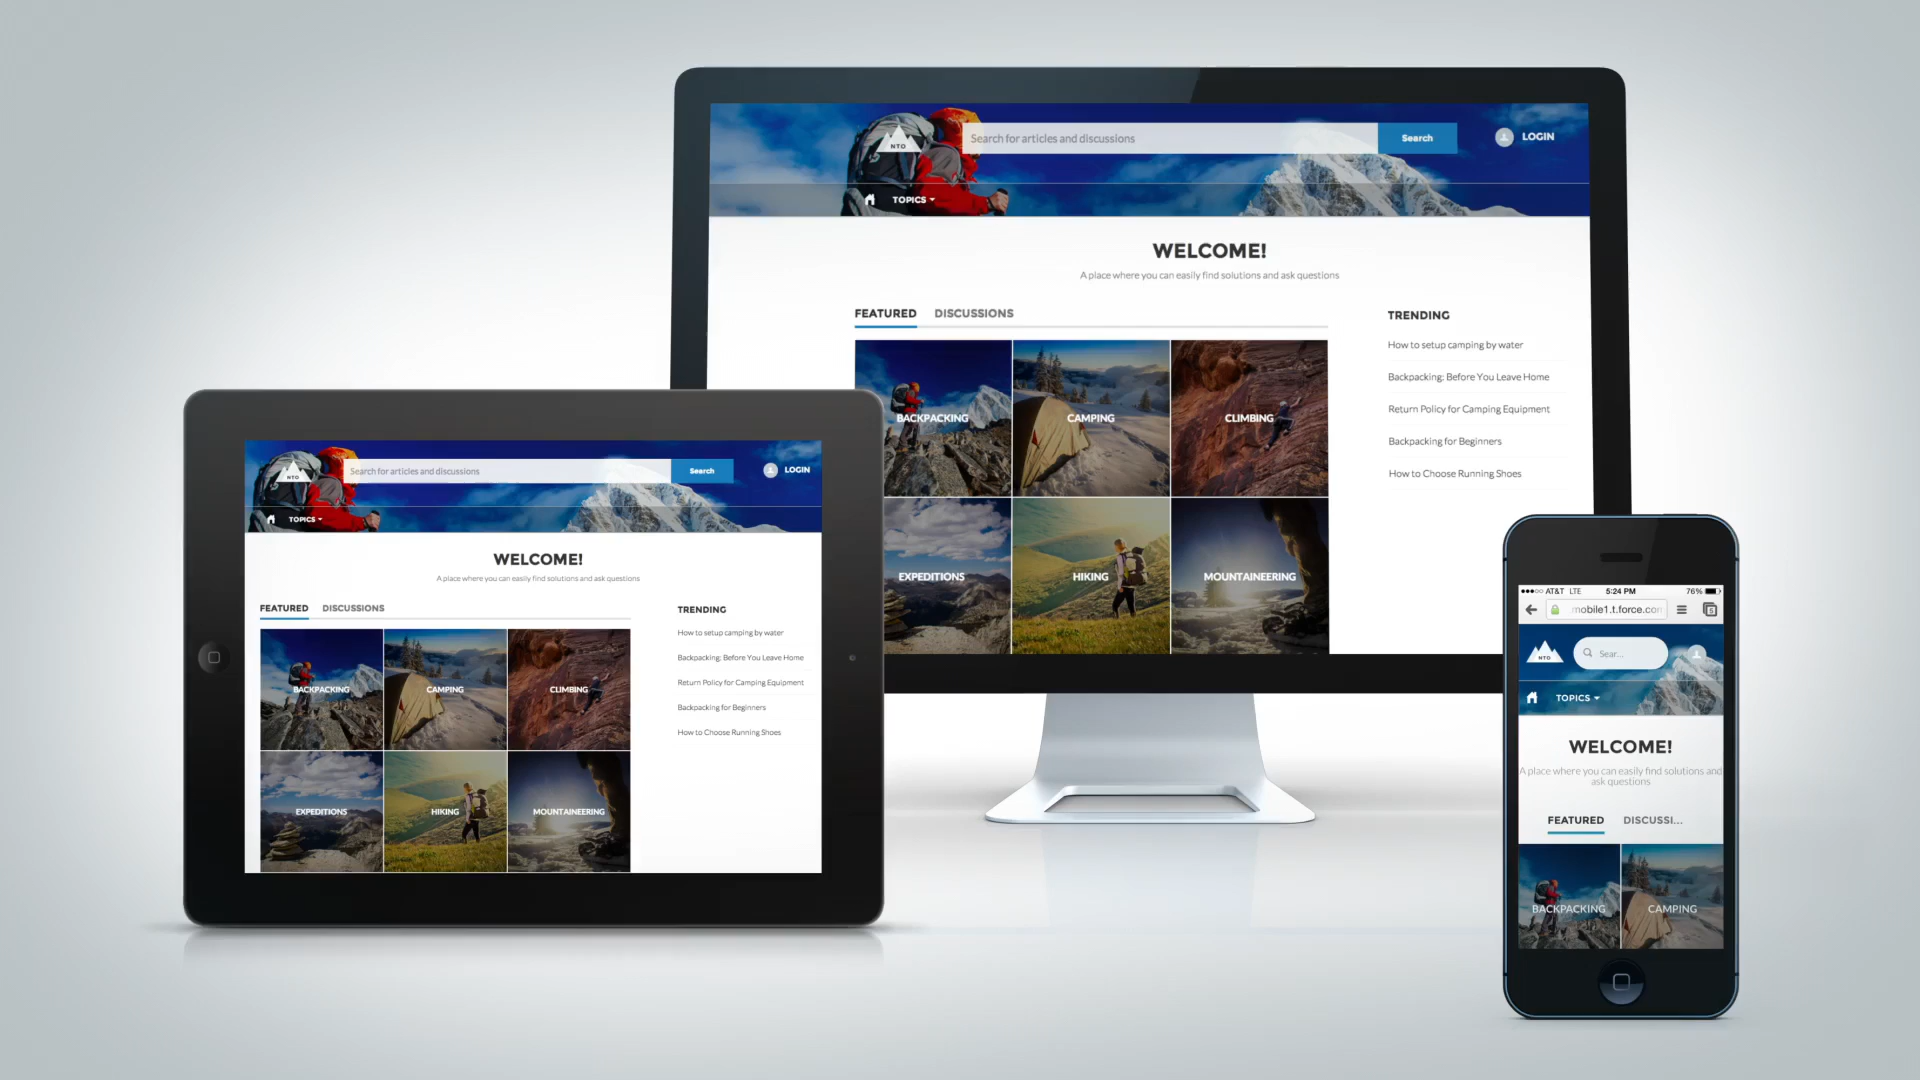 NTO
Search for articles and discussions
Search
LOGIN
TOPICS
WELCOME!
A place where you can easily find solutions and ask questions
FEATURED DISCUSSIONS
BACKPACKING
CAMPING
CLIMBING
EXPEDITIONS
HIKING
MOUNTAINEERING
TRENDING
How to setup camping by water
Backpacking: Before You Leave Home
Return Policy for Camping Equipment
Backpacking for Beginners
How to Choose Running Shoes
NTO
Search for articles and discussions
Search
LOGIN
TOPICS
WELCOME!
A place where you can easily find solutions and ask questions
FEATURED DISCUSSIONS
BACKPACKING
CAMPING
CLIMBING
EXPEDITIONS
HIKING
MOUNTAINEERING
TRENDING
How to setup camping by water
Backpacking: Before You Leave Home
Return Policy for Camping Equipment
Backpacking for Beginners
How to Choose Running Shoes
AT&T LTE 5:24 PM 76%
mobile1.t.force.com
5
NTO
Sear...
TOPICS
WELCOME!
A place where you can easily find solutions and
ask questions
FEATURED DISCUSSI...
BACKPACKING
CAMPING